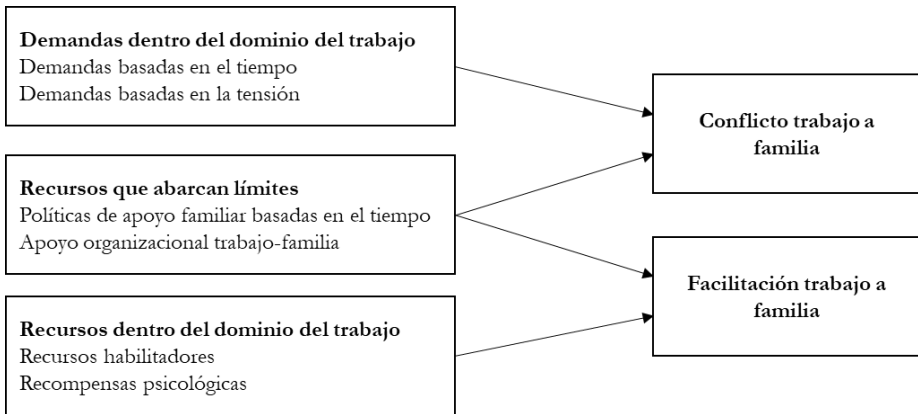 Demandas dentro del dominio del trabajo
Demandas basadas en el tiempo
Demandas basadas en la tensión
Recursos que abarcan límites
Políticas de apoyo familiar basadas en el tiempo
Apoyo organizacional trabajo-familia
Recursos dentro del dominio del trabajo
Recursos habilitadores
Recompensas psicológicas
Conflicto trabajo a
familia
Facilitación trabajo a
familia